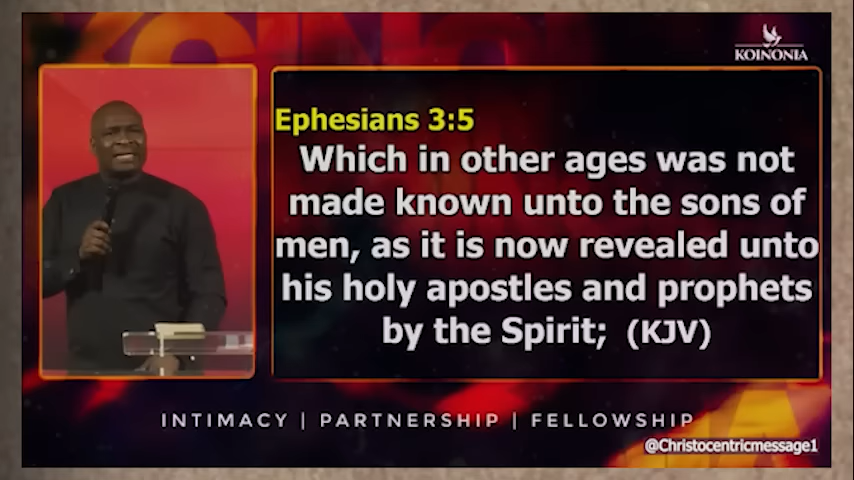 KOINONIA
Ephesians 3:5
Which in other ages was not
made known unto the sons of
men, as it is now revealed unto
his holy apostles and prophets
by the Spirit; (KJV)
INTIMACY | PARTNERSHIP | FELLOWSHIP
@Christocentricmessage1